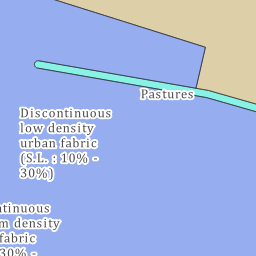 Pastures
Discontinuous
low density
urban fabric
(S.L. : 10% -
30%)
ntinuous
m density
fabric
30% -